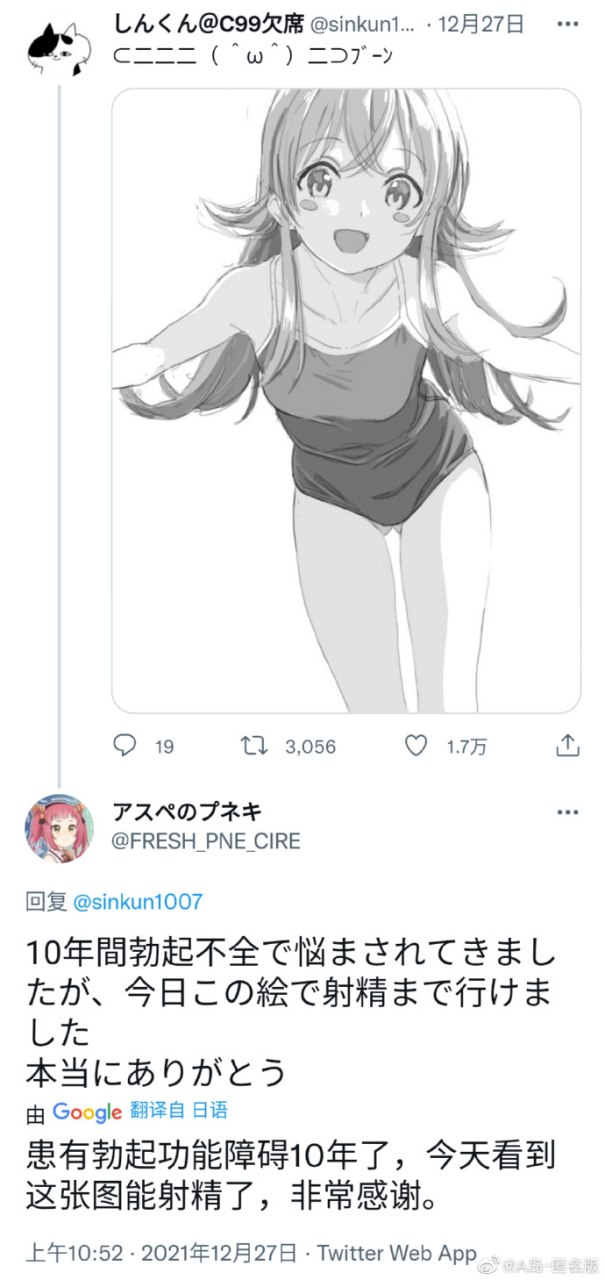 しんくん@C99欠席 @sinkun1... · 12月27日
⊂二二二（ ＾ω＾）二⊃ﾌﾞｰﾝ
19 3,056 1.7万
アスペのプネキ
@FRESH_PNE_CIRE
回复 @sinkun1007
10年間勃起不全で悩まされてきまし
たが、今日この絵で射精まで行けま
した
本当にありがとう
由 Google 翻译自 日语
患有勃起功能障碍10年了，今天看到
这张图能射精了，非常感谢。
上午10:52 · 2021年12月27日 · Twitter Web App
@A岛-匿名版